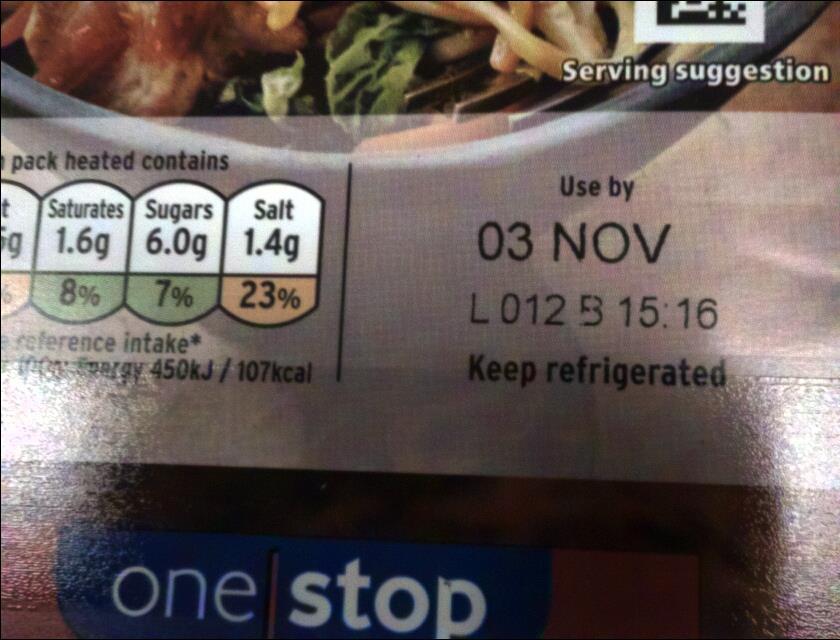 Serving suggestion
pack heated contains
Saturates
1.6g
8%
Sugars
6.0g
7%
Salt
1.4g
23%
reference intake*
Energy 450kJ / 107kcal
Use by
03 NOV
L 012 B 15:16
Keep refrigerated
one stop